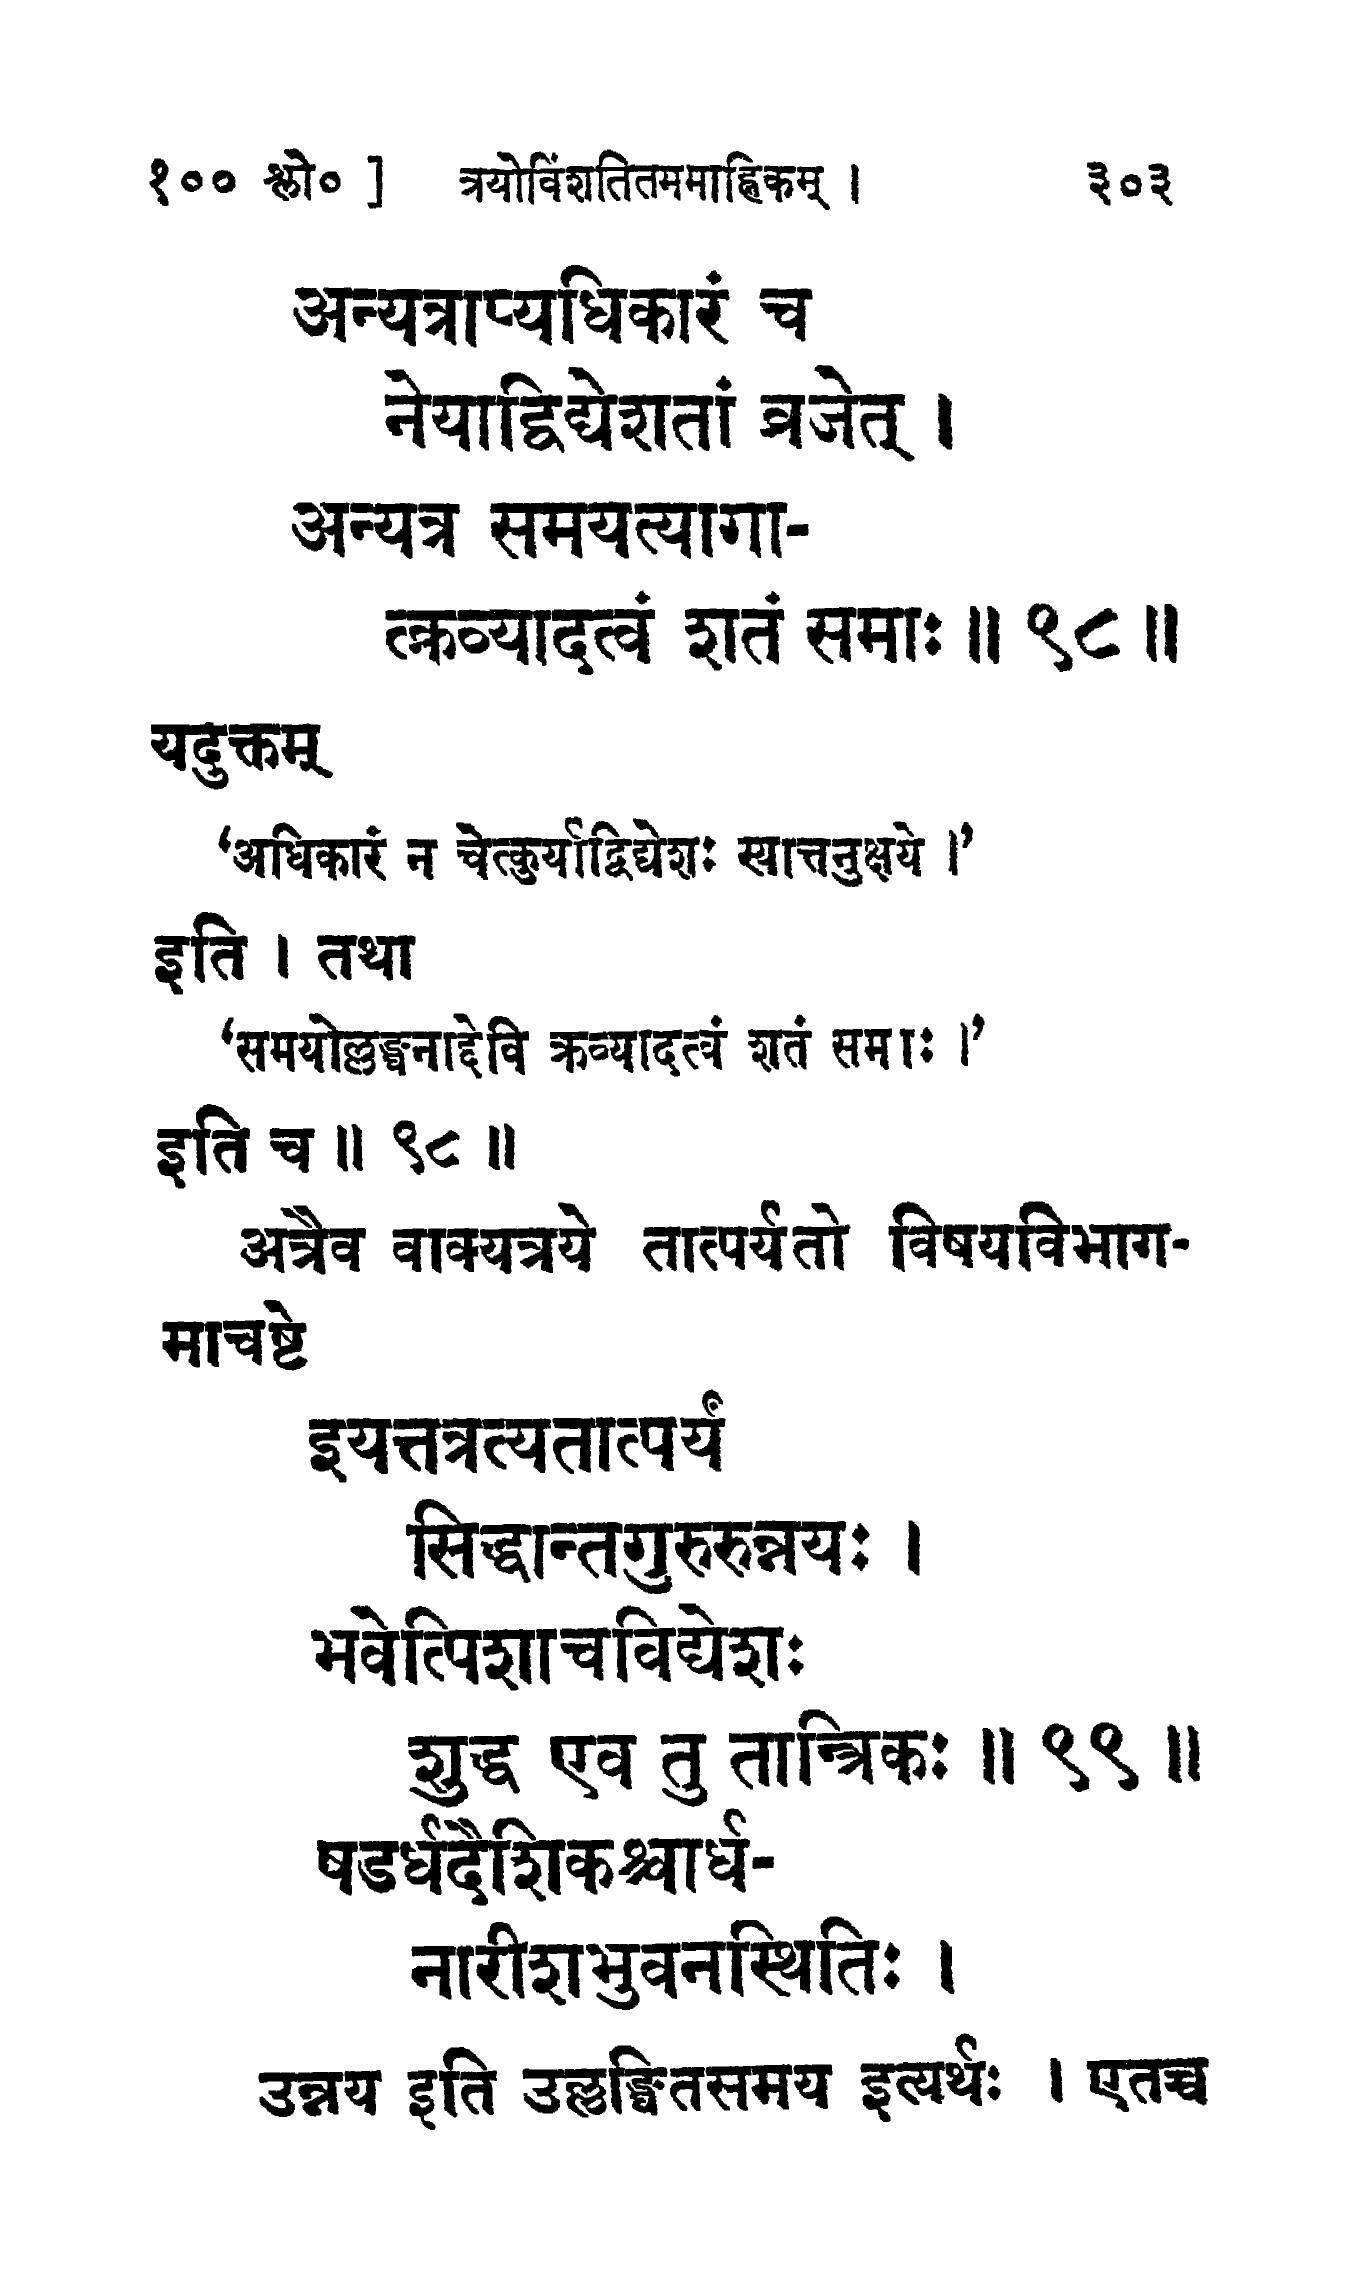 १०० श्लो० ] त्रयोविंशतितममाह्निकम् । ३०३
अन्यत्राप्यधिकारं च
नेयाद्विद्येशतां व्रजेत् ।
अन्यत्र समयत्यागा-
त्क्रव्यादत्वं शतं समाः ॥ ९८ ॥
यदुक्तम्
‘अधिकारं न चेत्कुर्याद्विद्येशः स्यात्तनुक्षये ।’
इति । तथा
‘समयोल्लङ्घनाद्देवि क्रव्यादत्वं शतं समाः ।’
इति च ॥ ९८ ॥
अत्रैव वाक्यत्रये तात्पर्यतो विषयविभाग-
माचष्टे
इयत्तत्रत्यतात्पर्यं
सिद्धान्तगुरुरुन्नयः ।
भवेत्पिशाचविद्येशः
शुद्ध एव तु तान्त्रिकः ॥ ९९ ॥
षडर्धदैशिकश्चार्ध-
नारीशभुवनस्थितिः ।
उन्नय इति उल्लङ्घितसमय इत्यर्थः । एतच्च